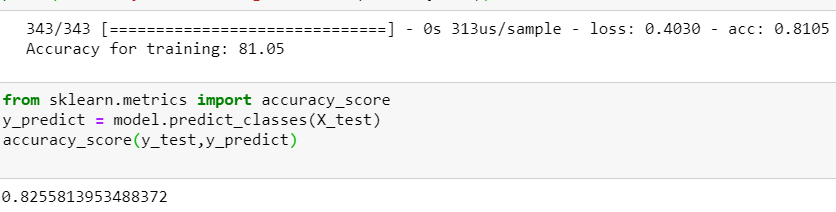 343/343 [==============================] - 0s 313us/sample - loss: 0.4030 - acc: 0.8105
Accuracy for training: 81.05
from sklearn.metrics import accuracy_score
y_predict = model.predict_classes(X_test)
accuracy_score(y_test,y_predict)
0.8255813953488372